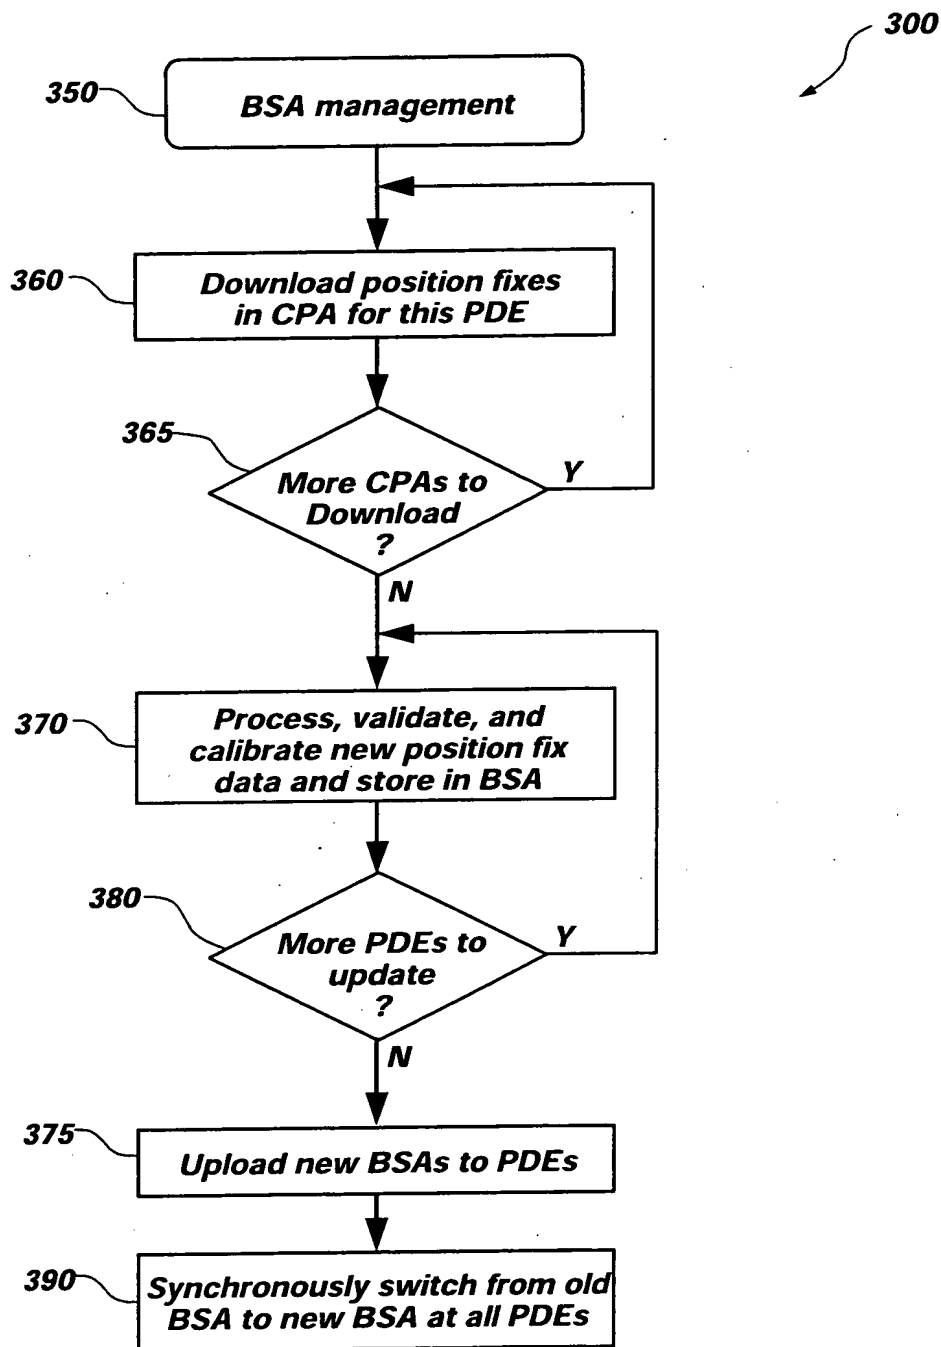 300
350
BSA management
360
Download position fixes
in CPA for this PDE
365
More CPAs to
Download
?
Y
N
370
Process, validate, and
calibrate new position fix
data and store in BSA
380
More PDEs to
update
?
Y
N
375
Upload new BSAs to PDEs
390
Synchronously switch from old
BSA to new BSA at all PDEs